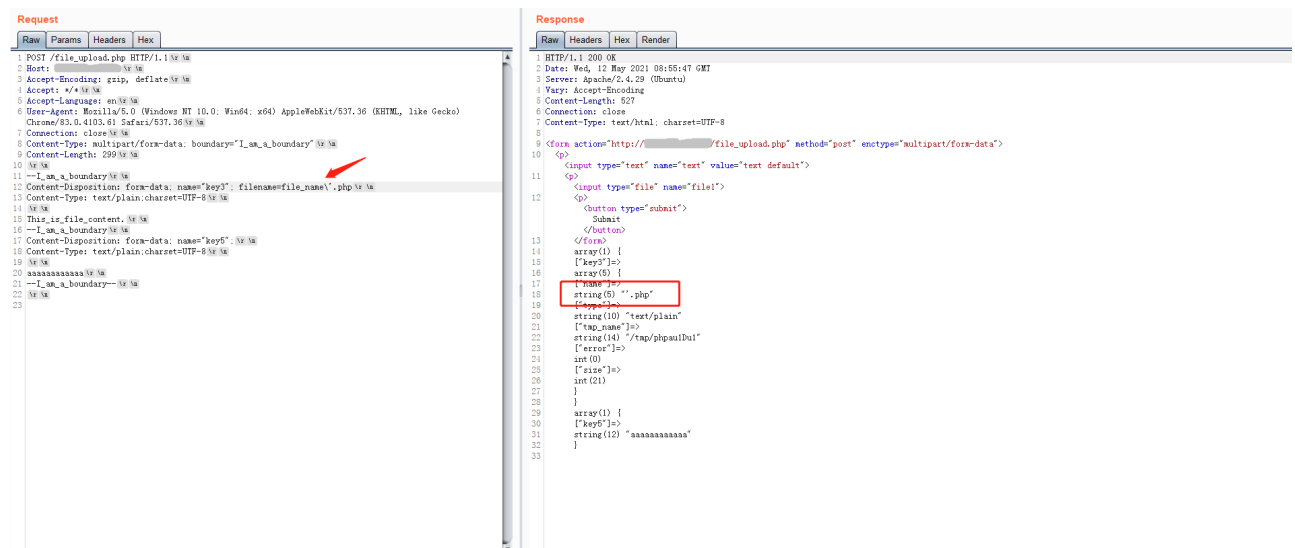 Request
Raw Params Headers Hex
1 POST /file_upload.php HTTP/1.1 \r \n
2 Host: \r \n
3 Accept-Encoding: gzip, deflate \r \n
4 Accept: */* \r \n
5 Accept-Language: en \r \n
6 User-Agent: Mozilla/5.0 (Windows NT 10.0; Win64; x64) AppleWebKit/537.36 (KHTML, like Gecko)
Chrome/83.0.4103.61 Safari/537.36 \r \n
7 Connection: close \r \n
8 Content-Type: multipart/form-data; boundary="I_am_a_boundary" \r \n
9 Content-Length: 299 \r \n
10 \r \n
11 --I_am_a_boundary \r \n
12 Content-Disposition: form-data; name="key3"; filename=file_name\'.php \r \n
13 Content-Type: text/plain;charset=UTF-8 \r \n
14 \r \n
15 This_is_file_content. \r \n
16 --I_am_a_boundary \r \n
17 Content-Disposition: form-data; name="key5"; \r \n
18 Content-Type: text/plain;charset=UTF-8 \r \n
19 \r \n
20 aaaaaaaaaaaa \r \n
21 --I_am_a_boundary-- \r \n
22 \r \n
23
Response
Raw Headers Hex Render
1 HTTP/1.1 200 OK
2 Date: Wed, 12 May 2021 08:55:47 GMT
3 Server: Apache/2.4.29 (Ubuntu)
4 Vary: Accept-Encoding
5 Content-Length: 527
6 Connection: close
7 Content-Type: text/html; charset=UTF-8
8
9 <form action="http:// /file_upload.php" method="post" enctype="multipart/form-data">
10 <p>
<input type="text" name="text" value="text default">
11 <p>
<input type="file" name="file1">
12 <p>
<button type="submit">
Submit
</button>
13 </form>
14 array(1) {
15 ["key3"]=>
16 array(5) {
17 ["name"]=>
18 string(5) "'.php"
19 ["type"]=>
20 string(10) "text/plain"
21 ["tmp_name"]=>
22 string(14) "/tmp/phpau1Du1"
23 ["error"]=>
24 int(0)
25 ["size"]=>
26 int(21)
27 }
28 }
29 array(1) {
30 ["key5"]=>
31 string(12) "aaaaaaaaaaaa"
32 }
33